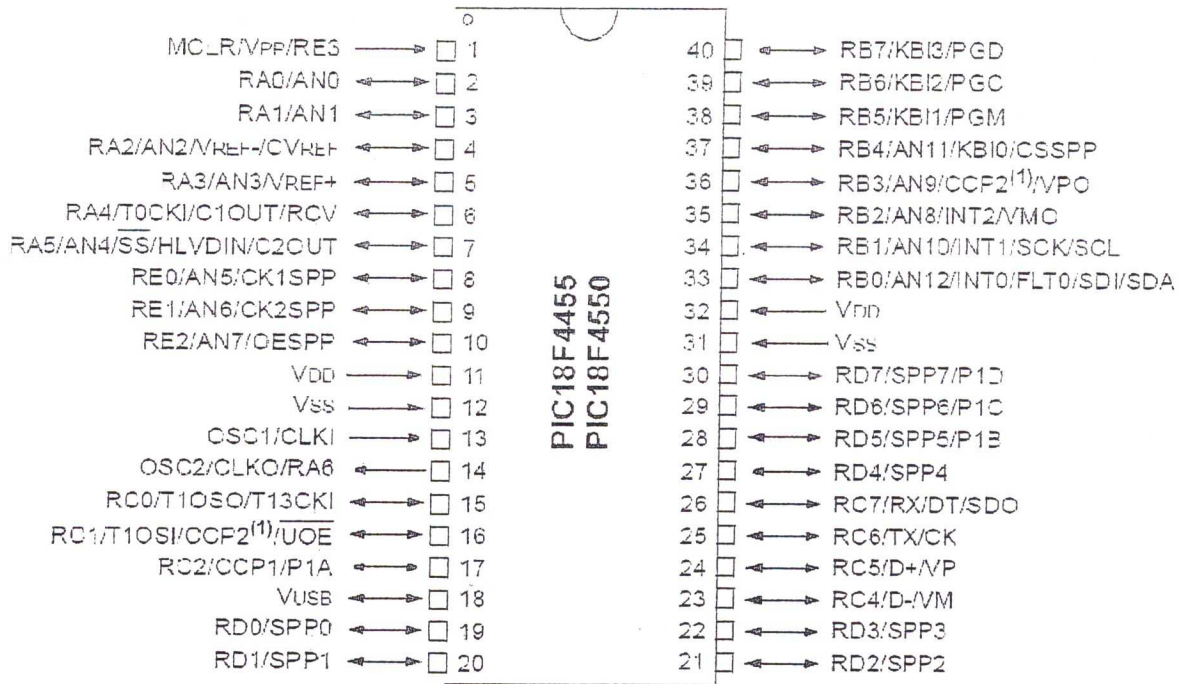 MCLR/VPP/RE3 1
RA0/AN0 2
RA1/AN1 3
RA2/AN2/VREF-/CVREF 4
RA3/AN3/VREF+ 5
RA4/T0CKI/C1OUT/RCV 6
RA5/AN4/SS/HLVDIN/C2OUT 7
RE0/AN5/CK1SPP 8
RE1/AN6/CK2SPP 9
RE2/AN7/OESPP 10
VDD 11
VSS 12
OSC1/CLKI 13
OSC2/CLKO/RA6 14
RC0/T1OSO/T13CKI 15
RC1/T1OSI/CCP2(1)/UOE 16
RC2/CCP1/P1A 17
VUSB 18
RD0/SPP0 19
RD1/SPP1 20
PIC18F4455
PIC18F4550
40 RB7/KBI3/PGD
39 RB6/KBI2/PGC
38 RB5/KBI1/PGM
37 RB4/AN11/KBI0/CSSPP
36 RB3/AN9/CCP2(1)/VPO
35 RB2/AN8/INT2/VMO
34 RB1/AN10/INT1/SCK/SCL
33 RB0/AN12/INT0/FLT0/SDI/SDA
32 VDD
31 VSS
30 RD7/SPP7/P1D
29 RD6/SPP6/P1C
28 RD5/SPP5/P1B
27 RD4/SPP4
26 RC7/RX/DT/SDO
25 RC6/TX/CK
24 RC5/D+/VP
23 RC4/D-/VM
22 RD3/SPP3
21 RD2/SPP2